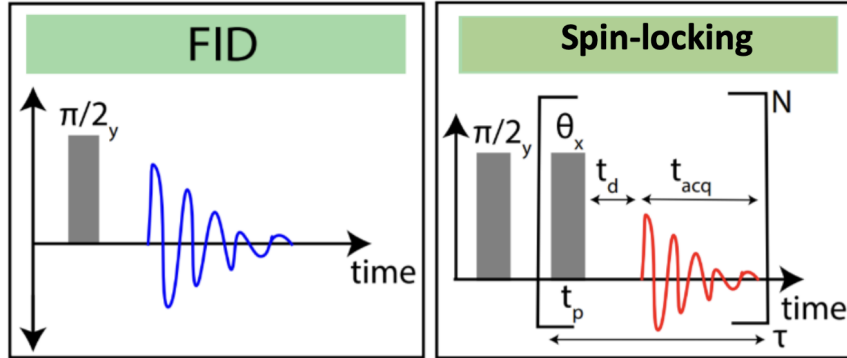 FID
π/2y
time
Spin-locking
π/2y
θx
td
tacq
N
tp
time
τ